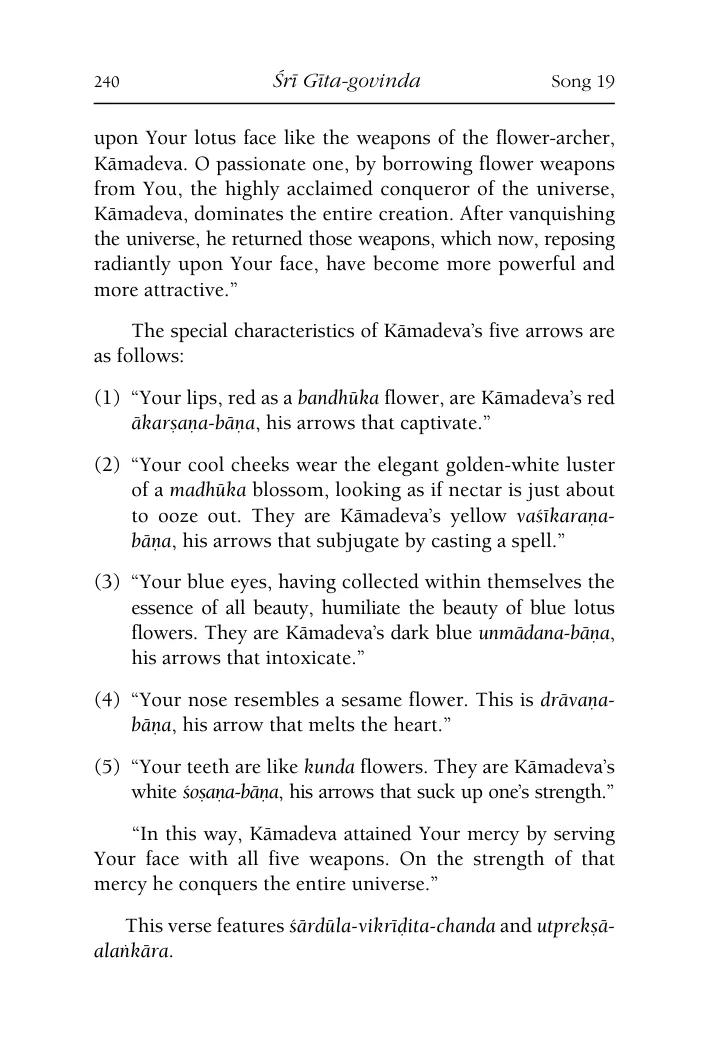 240 Śrī Gīta-govinda Song 19
upon Your lotus face like the weapons of the flower-archer,
Kāmadeva. O passionate one, by borrowing flower weapons
from You, the highly acclaimed conqueror of the universe,
Kāmadeva, dominates the entire creation. After vanquishing
the universe, he returned those weapons, which now, reposing
radiantly upon Your face, have become more powerful and
more attractive.”
The special characteristics of Kāmadeva’s five arrows are
as follows:
(1) “Your lips, red as a bandhūka flower, are Kāmadeva’s red
ākarṣaṇa-bāṇa, his arrows that captivate.”
(2) “Your cool cheeks wear the elegant golden-white luster
of a madhūka blossom, looking as if nectar is just about
to ooze out. They are Kāmadeva’s yellow vaśīkaraṇa-
bāṇa, his arrows that subjugate by casting a spell.”
(3) “Your blue eyes, having collected within themselves the
essence of all beauty, humiliate the beauty of blue lotus
flowers. They are Kāmadeva’s dark blue unmādana-bāṇa,
his arrows that intoxicate.”
(4) “Your nose resembles a sesame flower. This is drāvaṇa-
bāṇa, his arrow that melts the heart.”
(5) “Your teeth are like kunda flowers. They are Kāmadeva’s
white śoṣaṇa-bāṇa, his arrows that suck up one’s strength.”
“In this way, Kāmadeva attained Your mercy by serving
Your face with all five weapons. On the strength of that
mercy he conquers the entire universe.”
This verse features śārdūla-vikrīḍita-chanda and utprekṣā-
alaṅkāra.